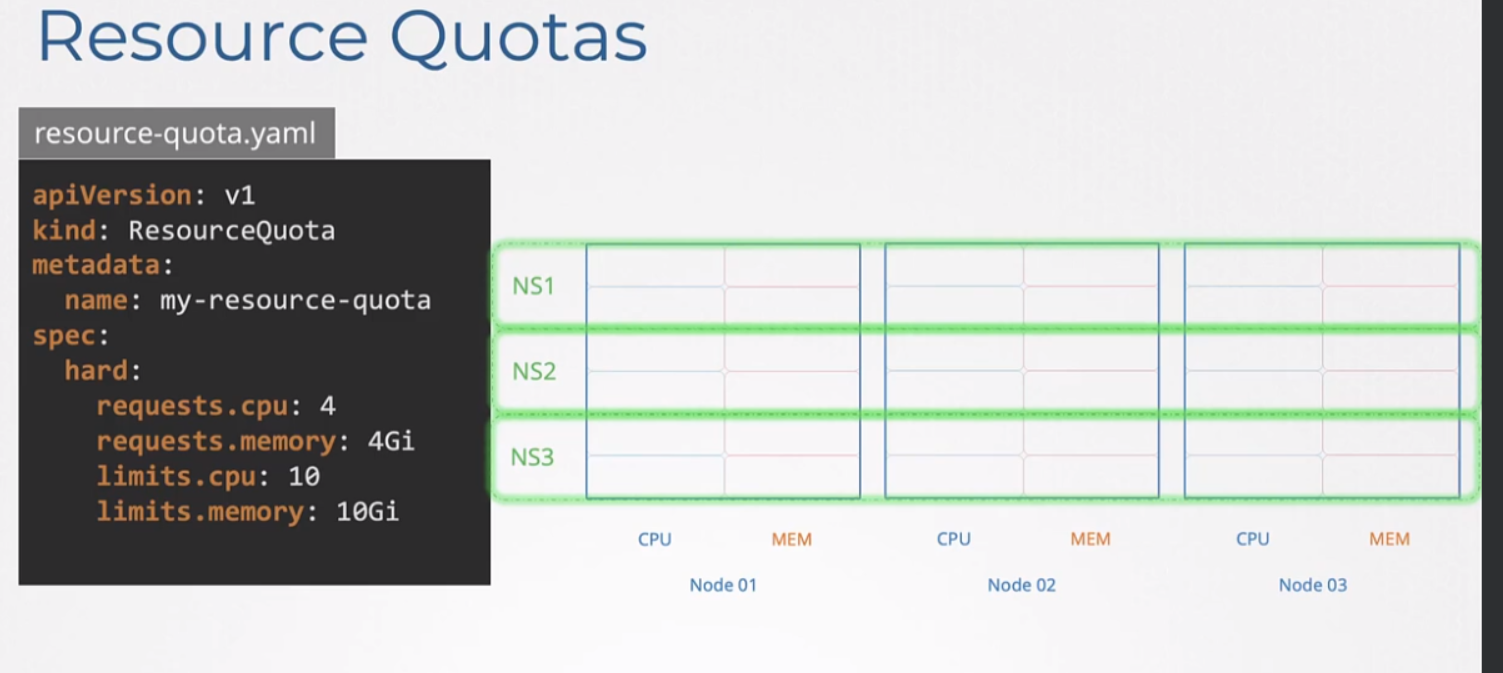 Resource Quotas
resource-quota.yaml
apiVersion: v1
kind: ResourceQuota
metadata:
  name: my-resource-quota
spec:
  hard:
    requests.cpu: 4
    requests.memory: 4Gi
    limits.cpu: 10
    limits.memory: 10Gi
NS1
NS2
NS3
CPU MEM CPU MEM CPU MEM
Node 01 Node 02 Node 03